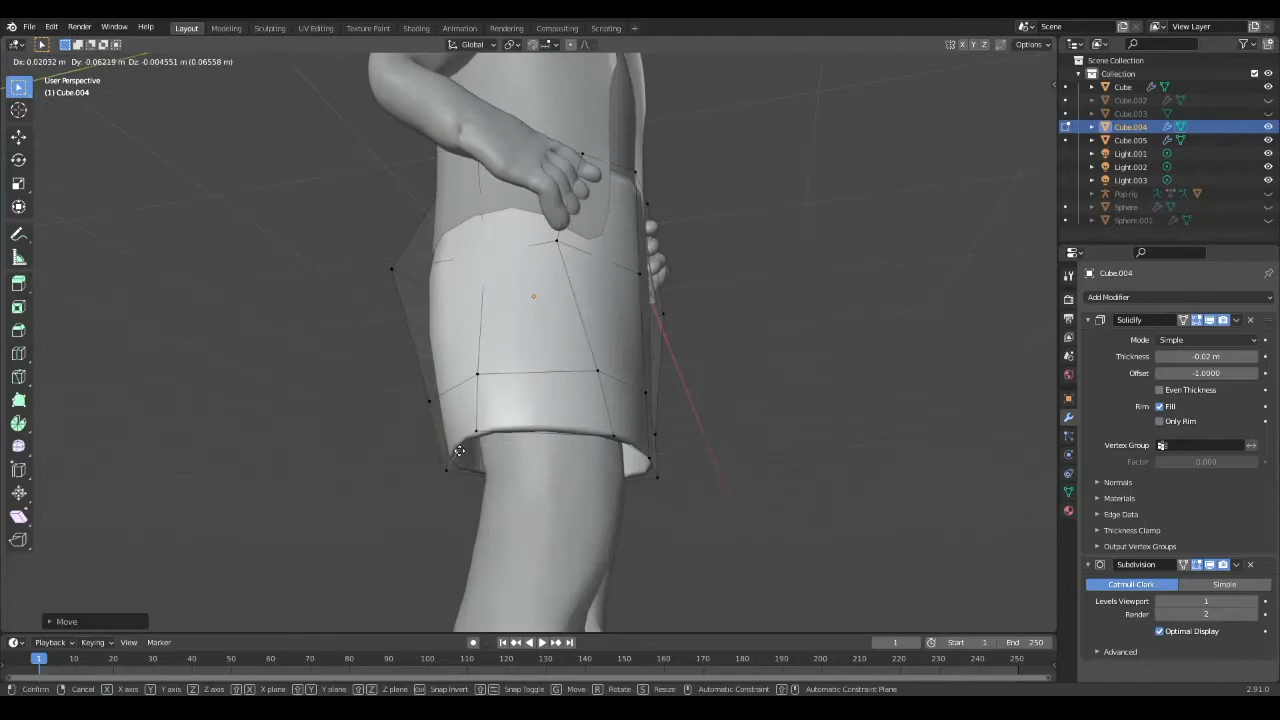 File Edit Render Window Help Layout Modeling Sculpting UV Editing Texture Paint Shading Animation Rendering Compositing Scripting Scene View Layer
Global Options
Dx: 0.02032 m Dy: -0.06219 m Dz: -0.004551 m (0.06558 m)
X Y Z
User Perspective
(1) Cube.004
Scene Collection
Collection
Cube
Cube.002
Cube.003
Cube.004
Cube.005
Light.001
Light.002
Light.003
Pop rig
Sphere
Sphere.001
Cube.004
Add Modifier
Solidify
Mode Simple
Thickness -0.02 m
Offset -1.0000
Even Thickness
Rim Fill
Only Rim
Vertex Group
Factor 0.000
Normals
Materials
Edge Data
Thickness Clamp
Output Vertex Groups
Subdivision
Catmull-Clark Simple
Levels Viewport 1
Render 2
Optimal Display
Advanced
Move
Playback Keying View Marker 1 Start 1 End 250
1 10 20 30 40 50 60 70 80 90 100 110 120 130 140 150 160 170 180 190 200 210 220 230 240 250
Confirm Cancel X X axis Y Y axis Z Z axis X X plane Y Y plane Z Z plane Snap Invert Snap Toggle G Move R Rotate S Resize Automatic Constraint Automatic Constraint Plane 2.91.0